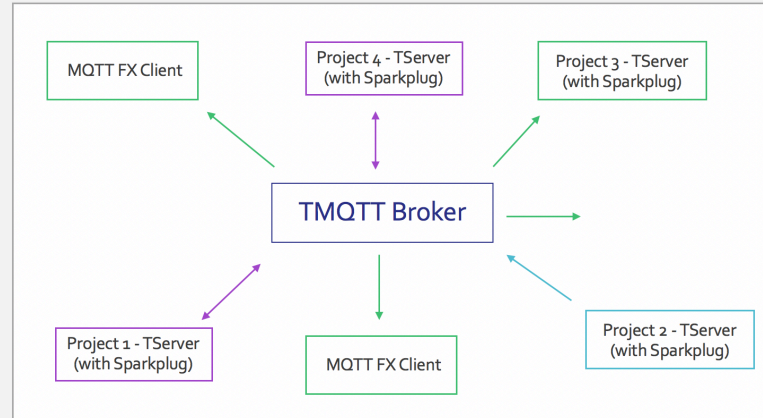 MQTT FX Client
Project 4 - TServer
(with Sparkplug)
Project 3 - TServer
(with Sparkplug)
TMQTT Broker
Project 1 - TServer
(with Sparkplug)
MQTT FX Client
Project 2 - TServer
(with Sparkplug)